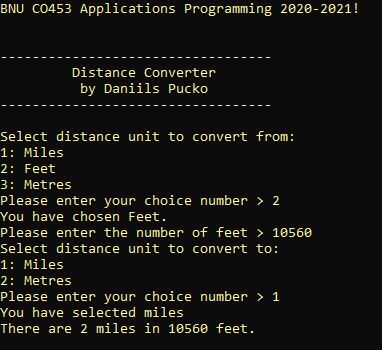 BNU CO453 Applications Programming 2020-2021!
----------------------------------
Distance Converter
by Daniils Pucko
----------------------------------
Select distance unit to convert from:
1: Miles
2: Feet
3: Metres
Please enter your choice number > 2
You have chosen Feet.
Please enter the number of feet > 10560
Select distance unit to convert to:
1: Miles
2: Metres
Please enter your choice number > 1
You have selected miles
There are 2 miles in 10560 feet.